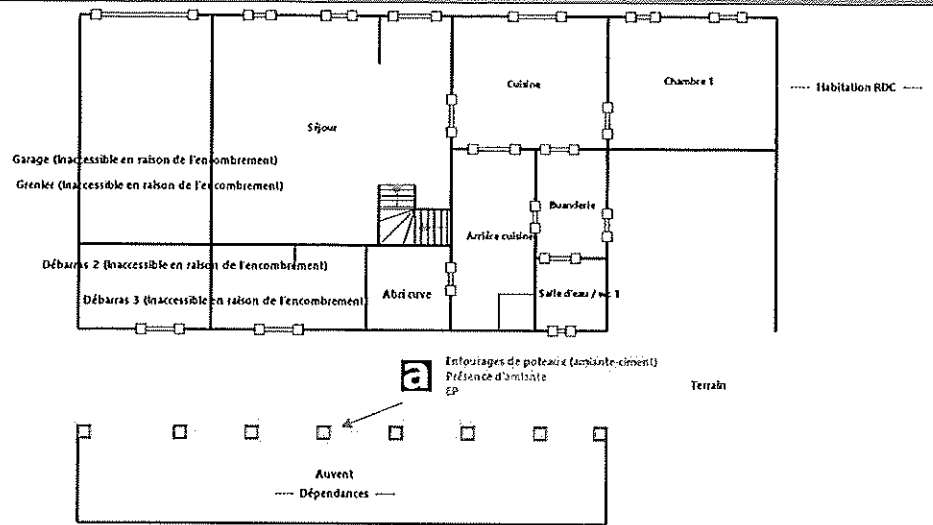 Cuisine
Chambre 1
---- Habitation RDC ----
Séjour
Garage (Inaccessible en raison de l'encombrement)
Grenier (Inaccessible en raison de l'encombrement)
Buanderie
Arrière cuisine
Débarras 2 (Inaccessible en raison de l'encombrement)
Débarras 3 (Inaccessible en raison de l'encombrement)
Abri cuve
Salle d'eau / wc 1
a
Entourages de poteaux (amiante-ciment)
Présence d'amiante
EP
Terrain
Auvent
---- Dépendances ----